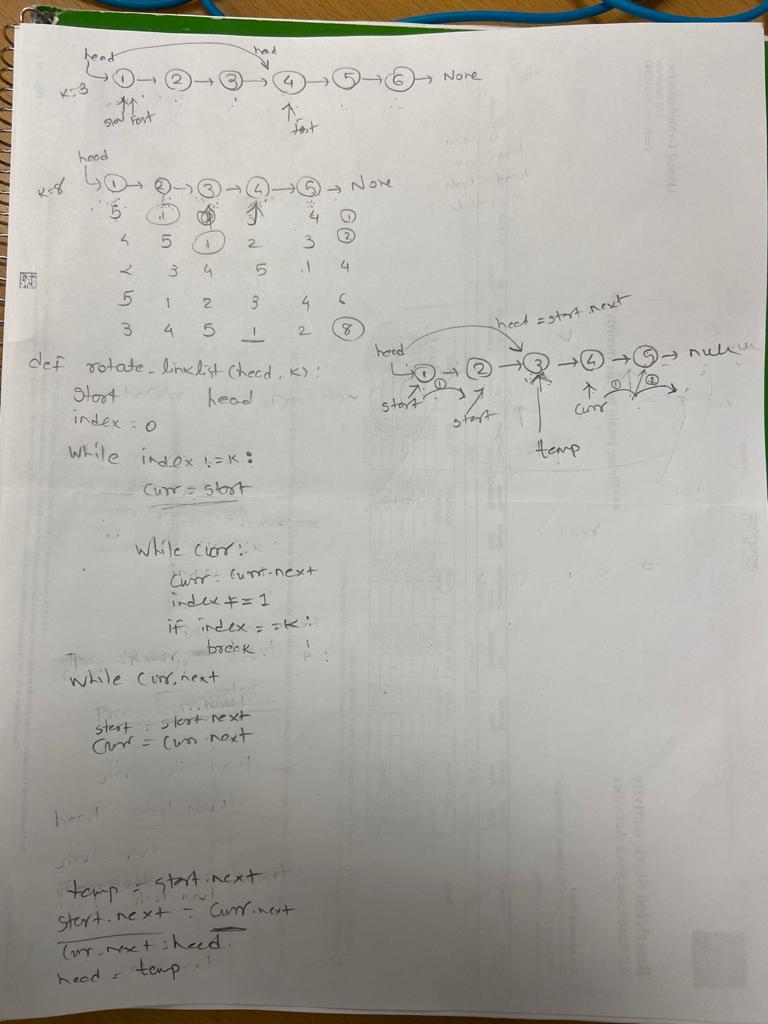 head head
K=3 1 → 2 → 3 → 4 → 5 → 6 → None
slow fast fast
head
K=8 1 → 2 → 3 → 4 → 5 → None
5 1 3 4 1
4 5 1 2 3 2
2 3 4 5 1 4
5 1 2 3 4 6
3 4 5 1 2 8
head = start.next
head
1 → 2 → 3 → 4 → 5 → null
1 1 2
start start curr
temp
def rotate_linklist(head, K):
start head
index = 0
while index != K:
curr = start
while curr:
curr = curr.next
index += 1
if index == K:
break
while curr.next
start = start.next
curr = curr.next
temp = start.next
start.next = curr.next
curr.next = head
head = temp